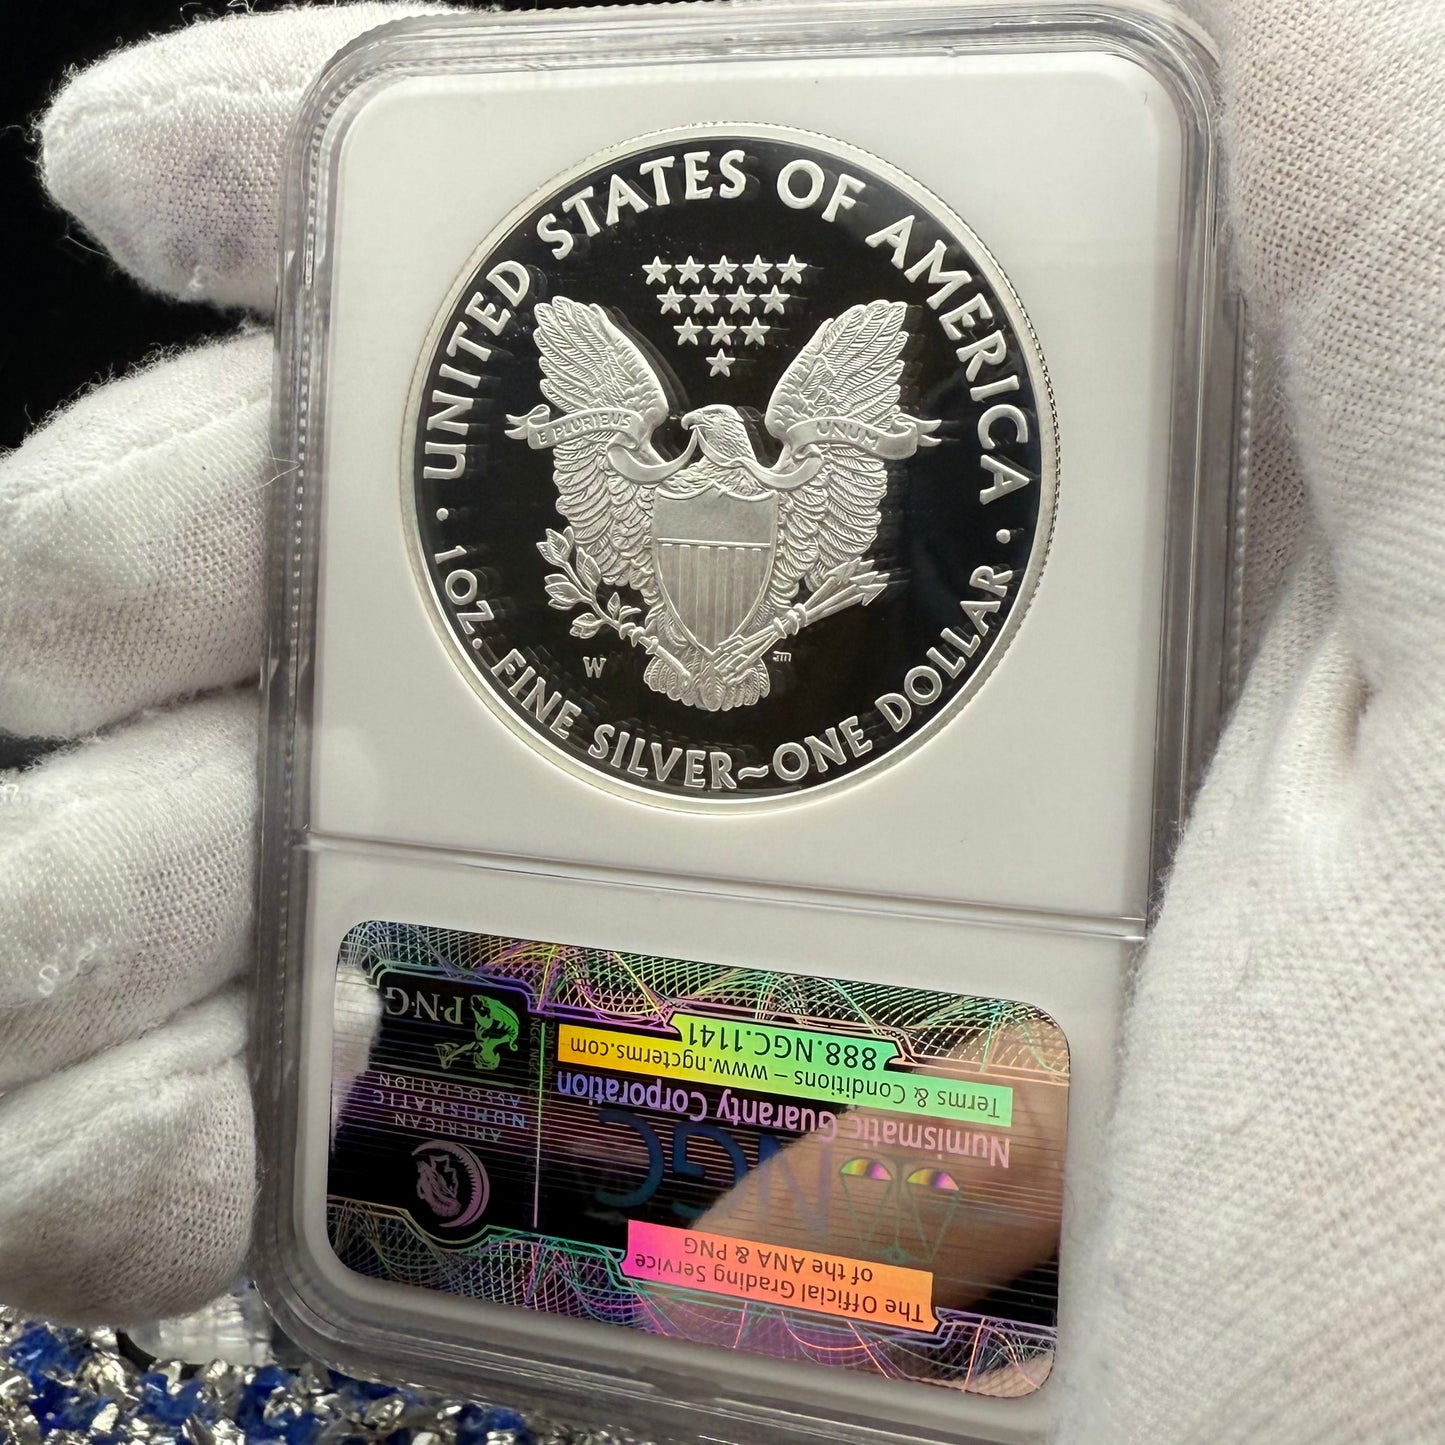 UNITED STATES OF AMERICA
E PLURIBUS
UNUM
W
1 OZ. FINE SILVER~ONE DOLLAR
The Official Grading Service
of the ANA & PNG
NGC
Numismatic Guaranty Corporation
Terms & Conditions – www.ngcterms.com
888.NGC.1141
AMERICAN
NUMISMATIC
ASSOCIATION
P·N·G